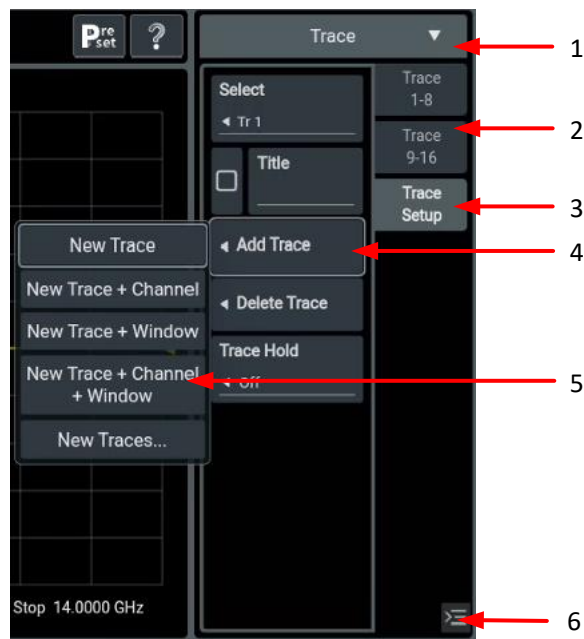 Pre
set
?
Trace
1
Select
Tr 1
Trace
1-8
2
Trace
9-16
Title
Trace
Setup
3
New Trace
Add Trace
4
New Trace + Channel
Delete Trace
New Trace + Window
Trace Hold
Off
New Trace + Channel
+ Window
5
New Traces...
Stop 14.0000 GHz
6